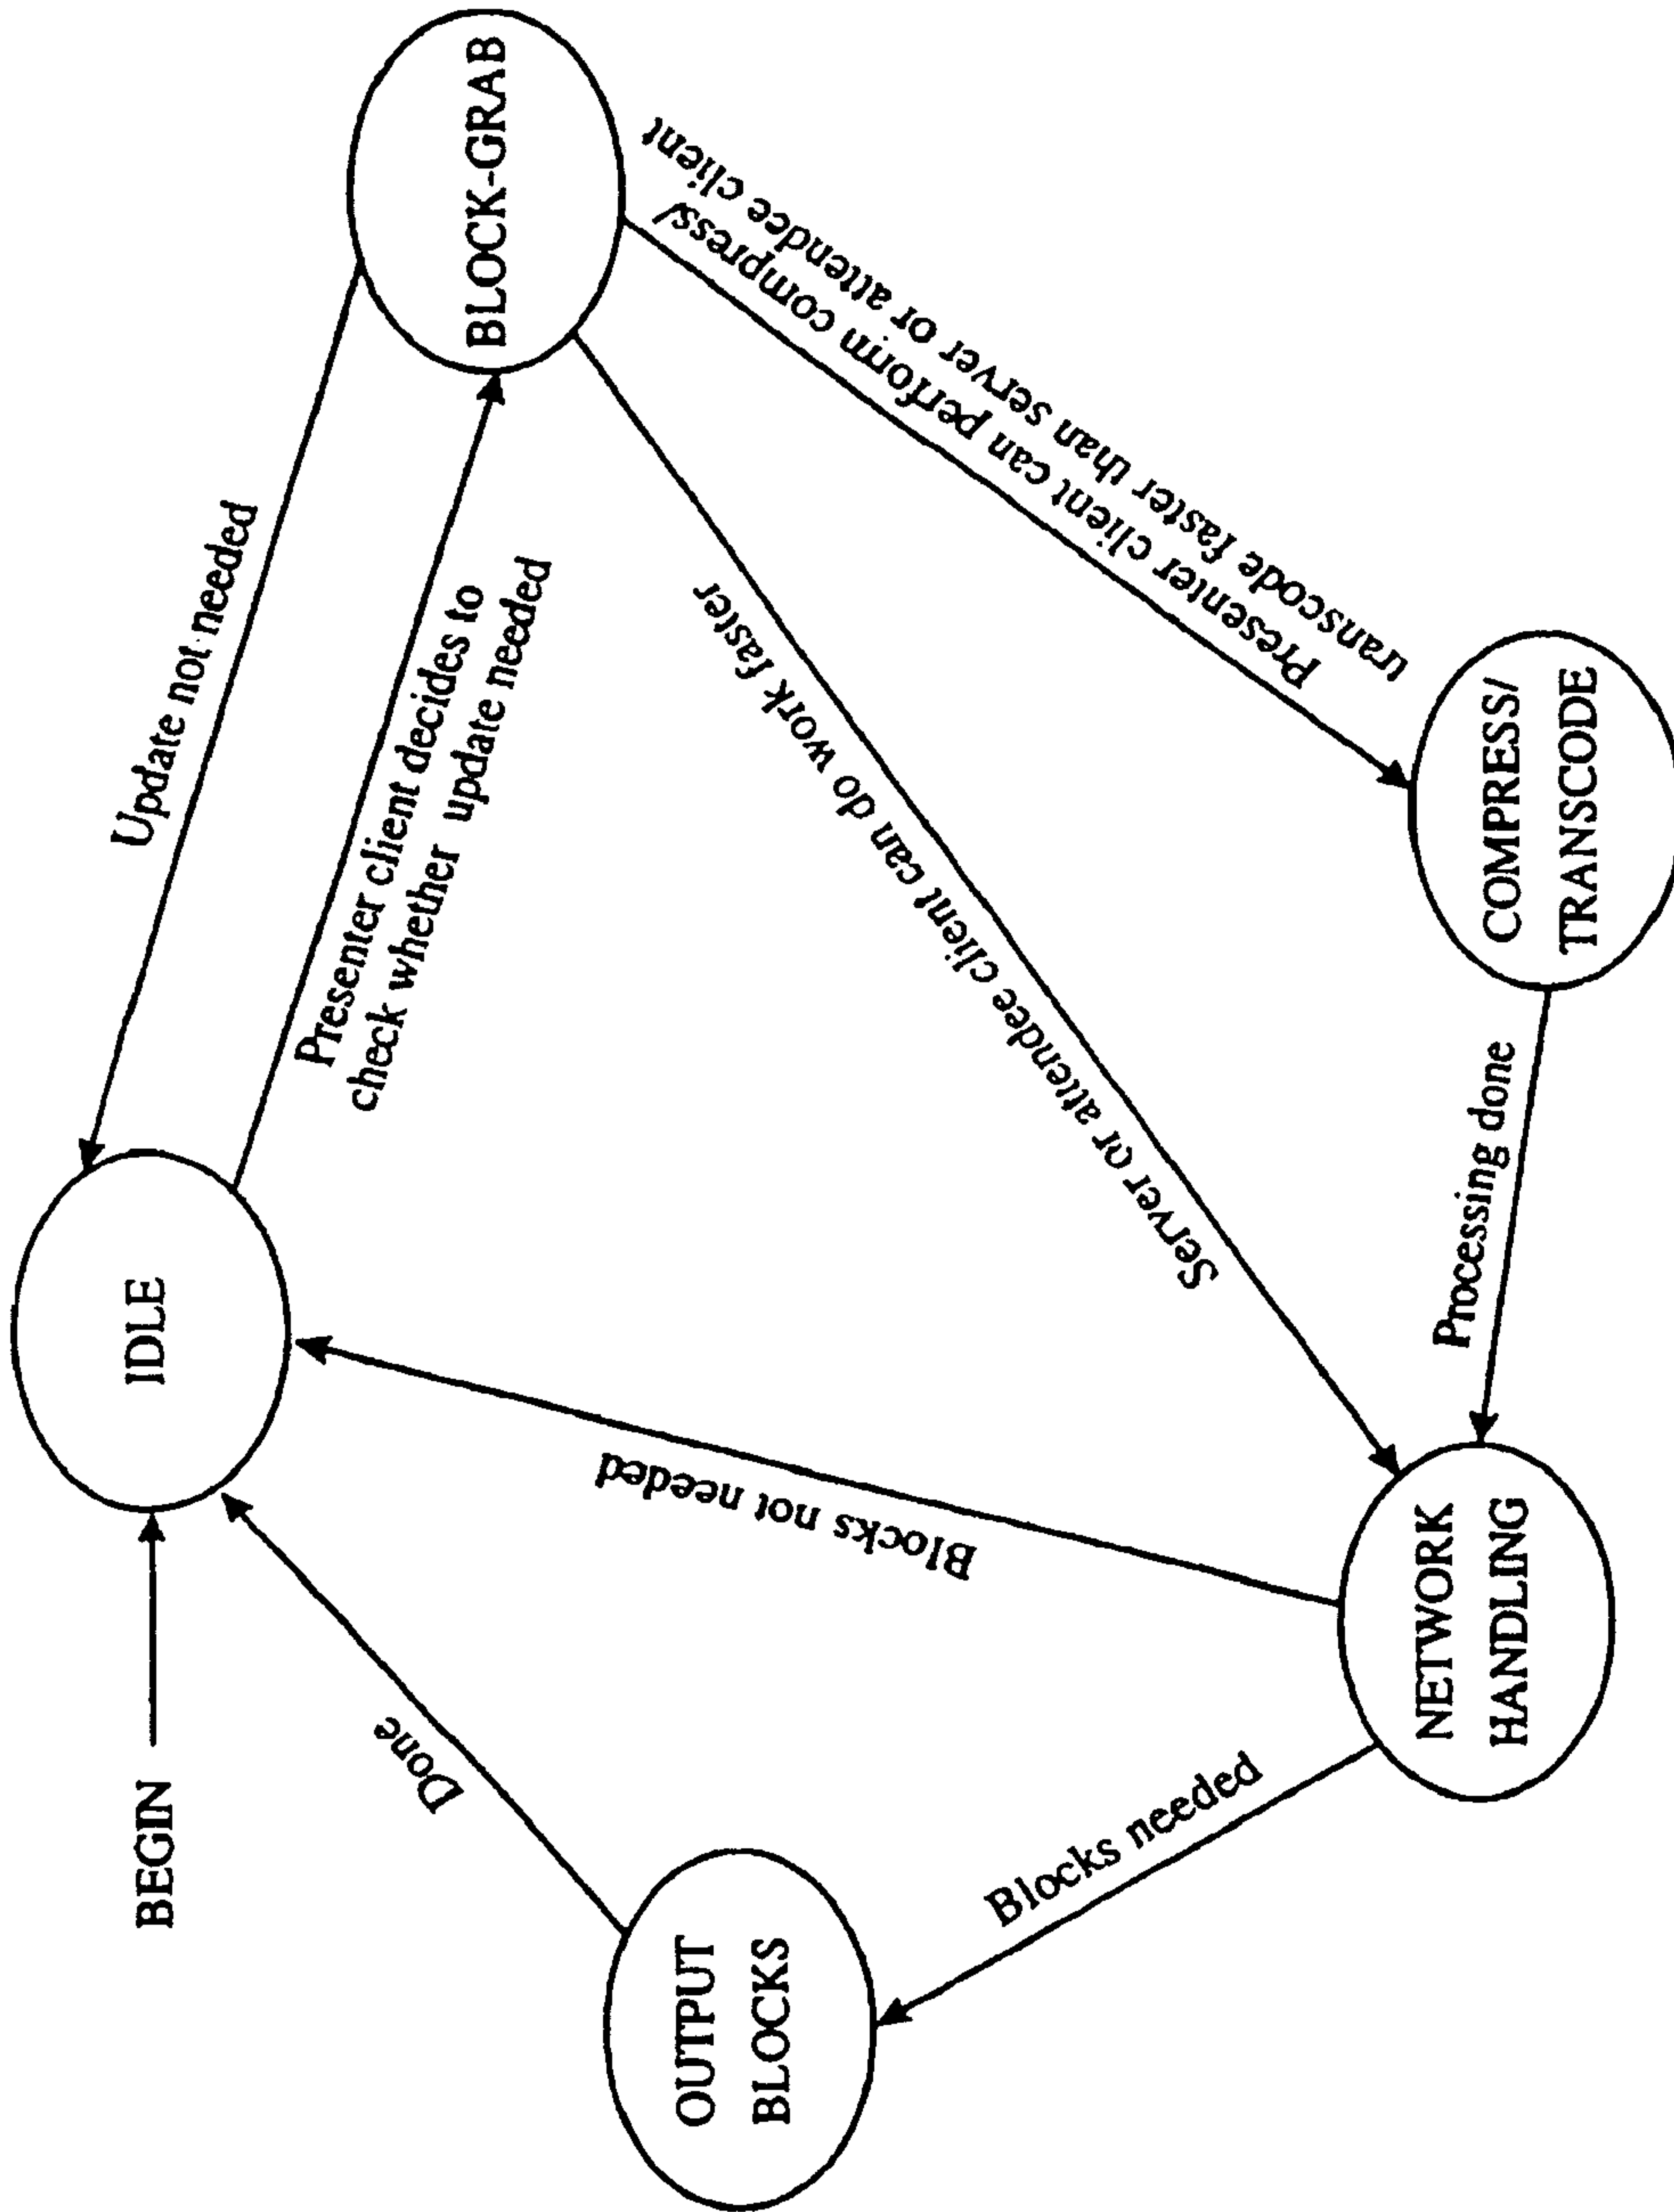 BEGIN
IDLE
Update not needed
Presenter client decides to
check whether update needed
BLOCK-GRAB
Done
Blocks not needed
Server or attendee client can do work faster
Presenter client can perform compress/
transcode faster than server or attendee client
OUTPUT
BLOCKS
Blocks needed
NETWORK
HANDLING
Processing done
COMPRESS/
TRANSCODE